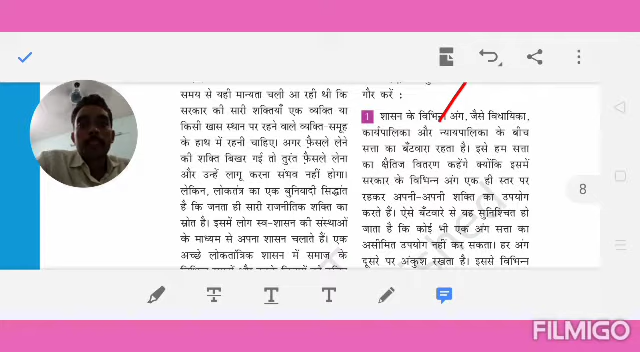 समय से यही मान्यता चली आ रही थी कि
सरकार की सारी शक्तियाँ एक व्यक्ति या
किसी खास स्थान पर रहने वाले व्यक्ति-समूह
के हाथ में रहनी चाहिए। अगर फ़ैसले लेने
की शक्ति बिखर गई तो तुरंत फ़ैसले लेना
और उन्हें लागू करना संभव नहीं होगा।
लेकिन, लोकतंत्र का एक बुनियादी सिद्धांत
है कि जनता ही सारी राजनीतिक शक्ति का
स्रोत है। इसमें लोग स्व-शासन की संस्थाओं
के माध्यम से अपना शासन चलाते हैं। एक
अच्छे लोकतांत्रिक शासन में समाज के
गौर करें :
1 शासन के विभिन्न अंग, जैसे विधायिका,
कार्यपालिका और न्यायपालिका के बीच
सत्ता का बँटवारा रहता है। इसे हम सत्ता
का क्षैतिज वितरण कहेंगे क्योंकि इसमें
सरकार के विभिन्न अंग एक ही स्तर पर
रहकर अपनी-अपनी शक्ति का उपयोग
करते हैं। ऐसे बँटवारे से यह सुनिश्चित हो
जाता है कि कोई भी एक अंग सत्ता का
असीमित उपयोग नहीं कर सकता। हर अंग
दूसरे पर अंकुश रखता है। इससे विभिन्न
8
T T T
FILMIGO